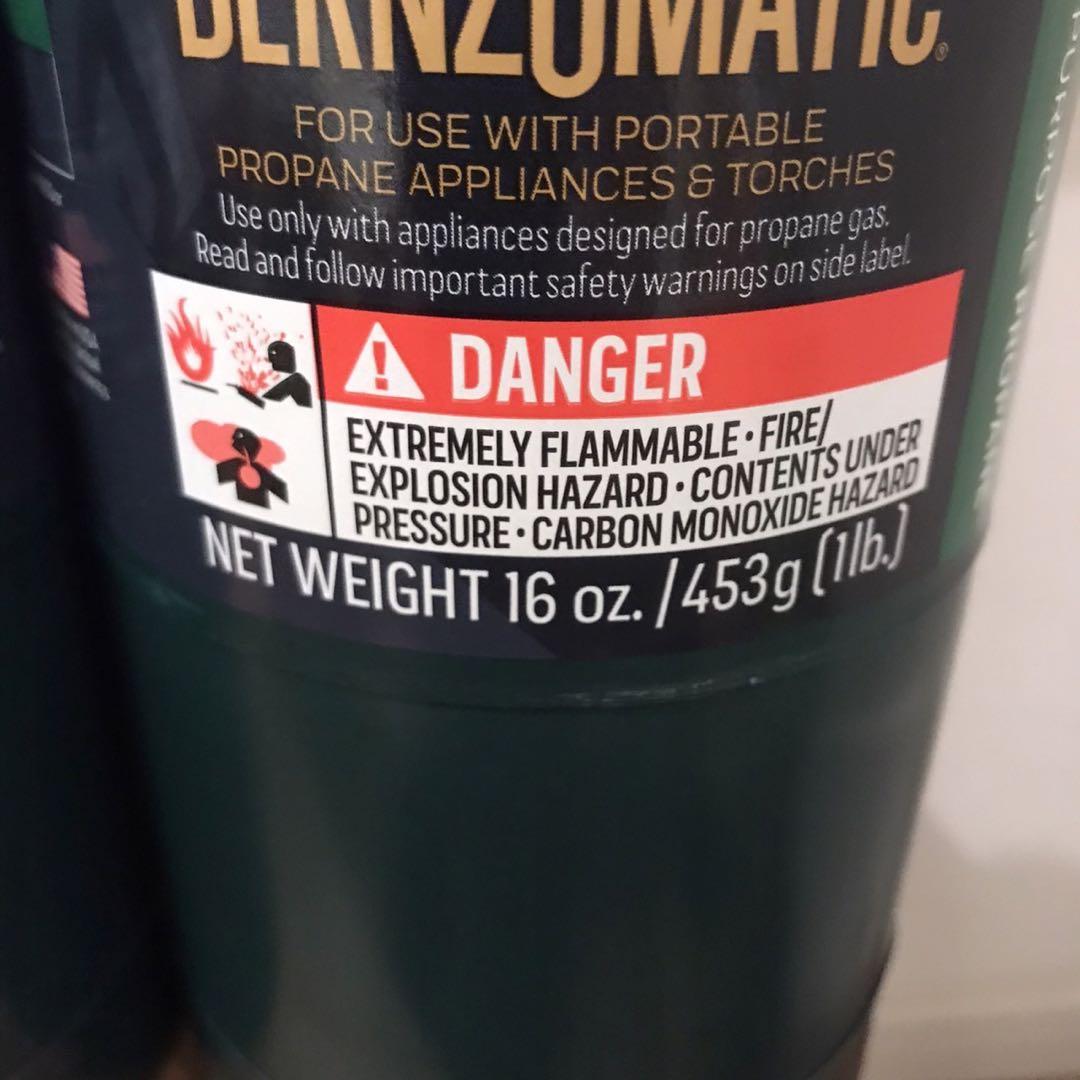 BERNZOMATIC®
FOR USE WITH PORTABLE
PROPANE APPLIANCES & TORCHES
Use only with appliances designed for propane gas.
Read and follow important safety warnings on side label.
DANGER
EXTREMELY FLAMMABLE • FIRE/
EXPLOSION HAZARD • CONTENTS UNDER
PRESSURE • CARBON MONOXIDE HAZARD
NET WEIGHT 16 oz. /453g (1lb.)